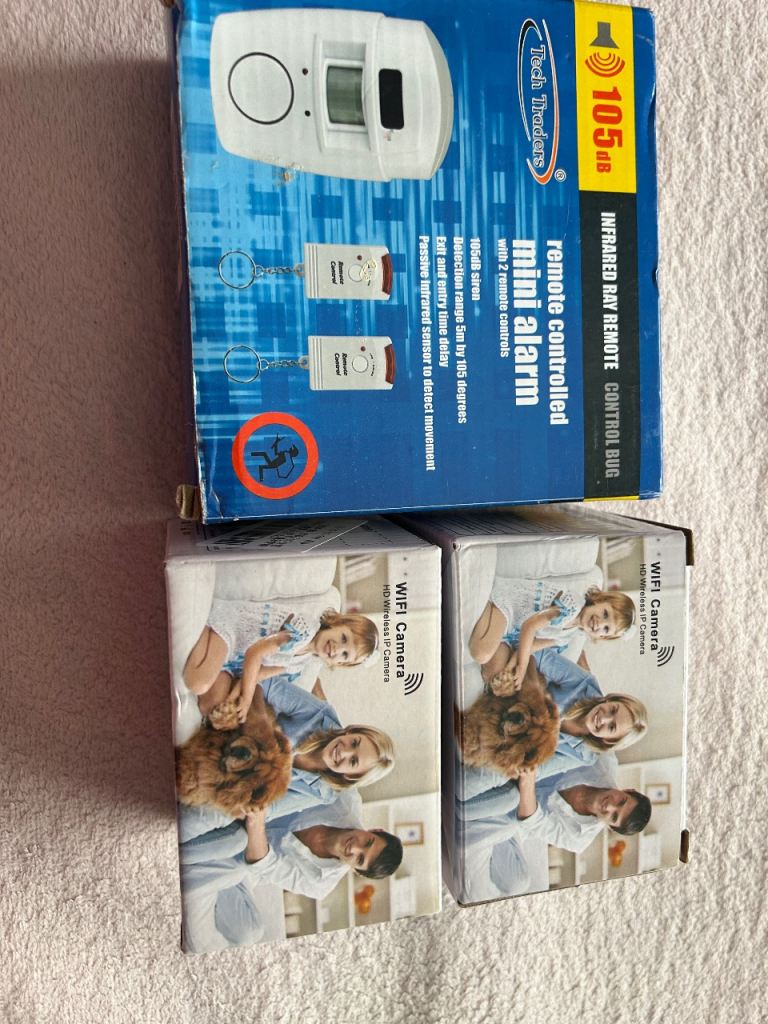 105dB
INFRARED RAY REMOTE CONTROL BUG
Tech Traders®
remote controlled
mini alarm
with 2 remote controls
105dB siren
Detection range 5m by 105 degrees
Exit and entry time delay
Passive infrared sensor to detect movement
Remote
Control
Remote
Control
WIFI Camera
HD Wireless IP Camera
WIFI Camera
HD Wireless IP Camera